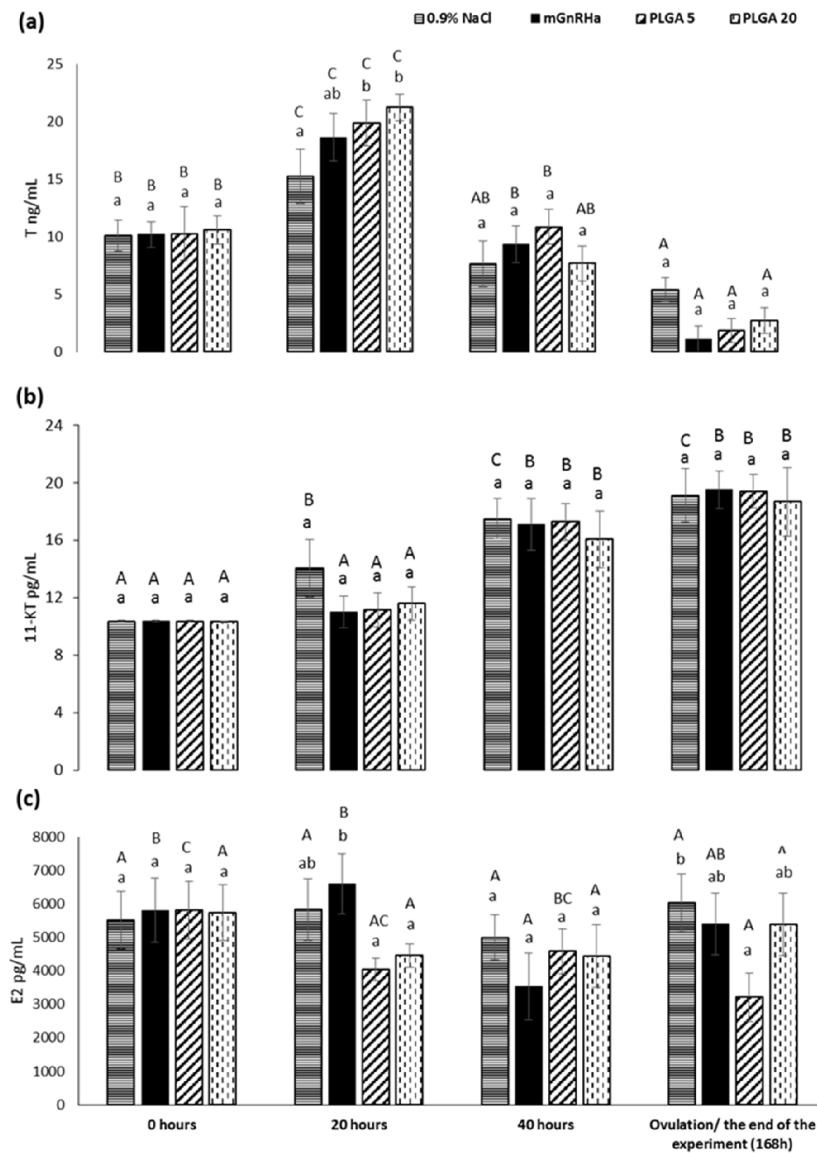 (a)
0.9% NaCl mGnRHa PLGA 5 PLGA 20
T ng/mL
25
20
15
10
5
0
B B B B
a a a a
C C C C
a ab b b
AB B B AB
a a a a
A A A A
a a a a
(b)
11-KT pg/mL
24
20
16
12
8
4
0
A A A A
a a a a
B A A A
a a a a
C B B B
a a a a
C B B B
a a a a
(c)
E2 pg/mL
8000
7000
6000
5000
4000
3000
2000
1000
0
A B C A
a a a a
A B AC A
ab b a a
A A BC A
a a a a
A AB A A
b ab a ab
0 hours 20 hours 40 hours Ovulation/ the end of the
experiment (168h)